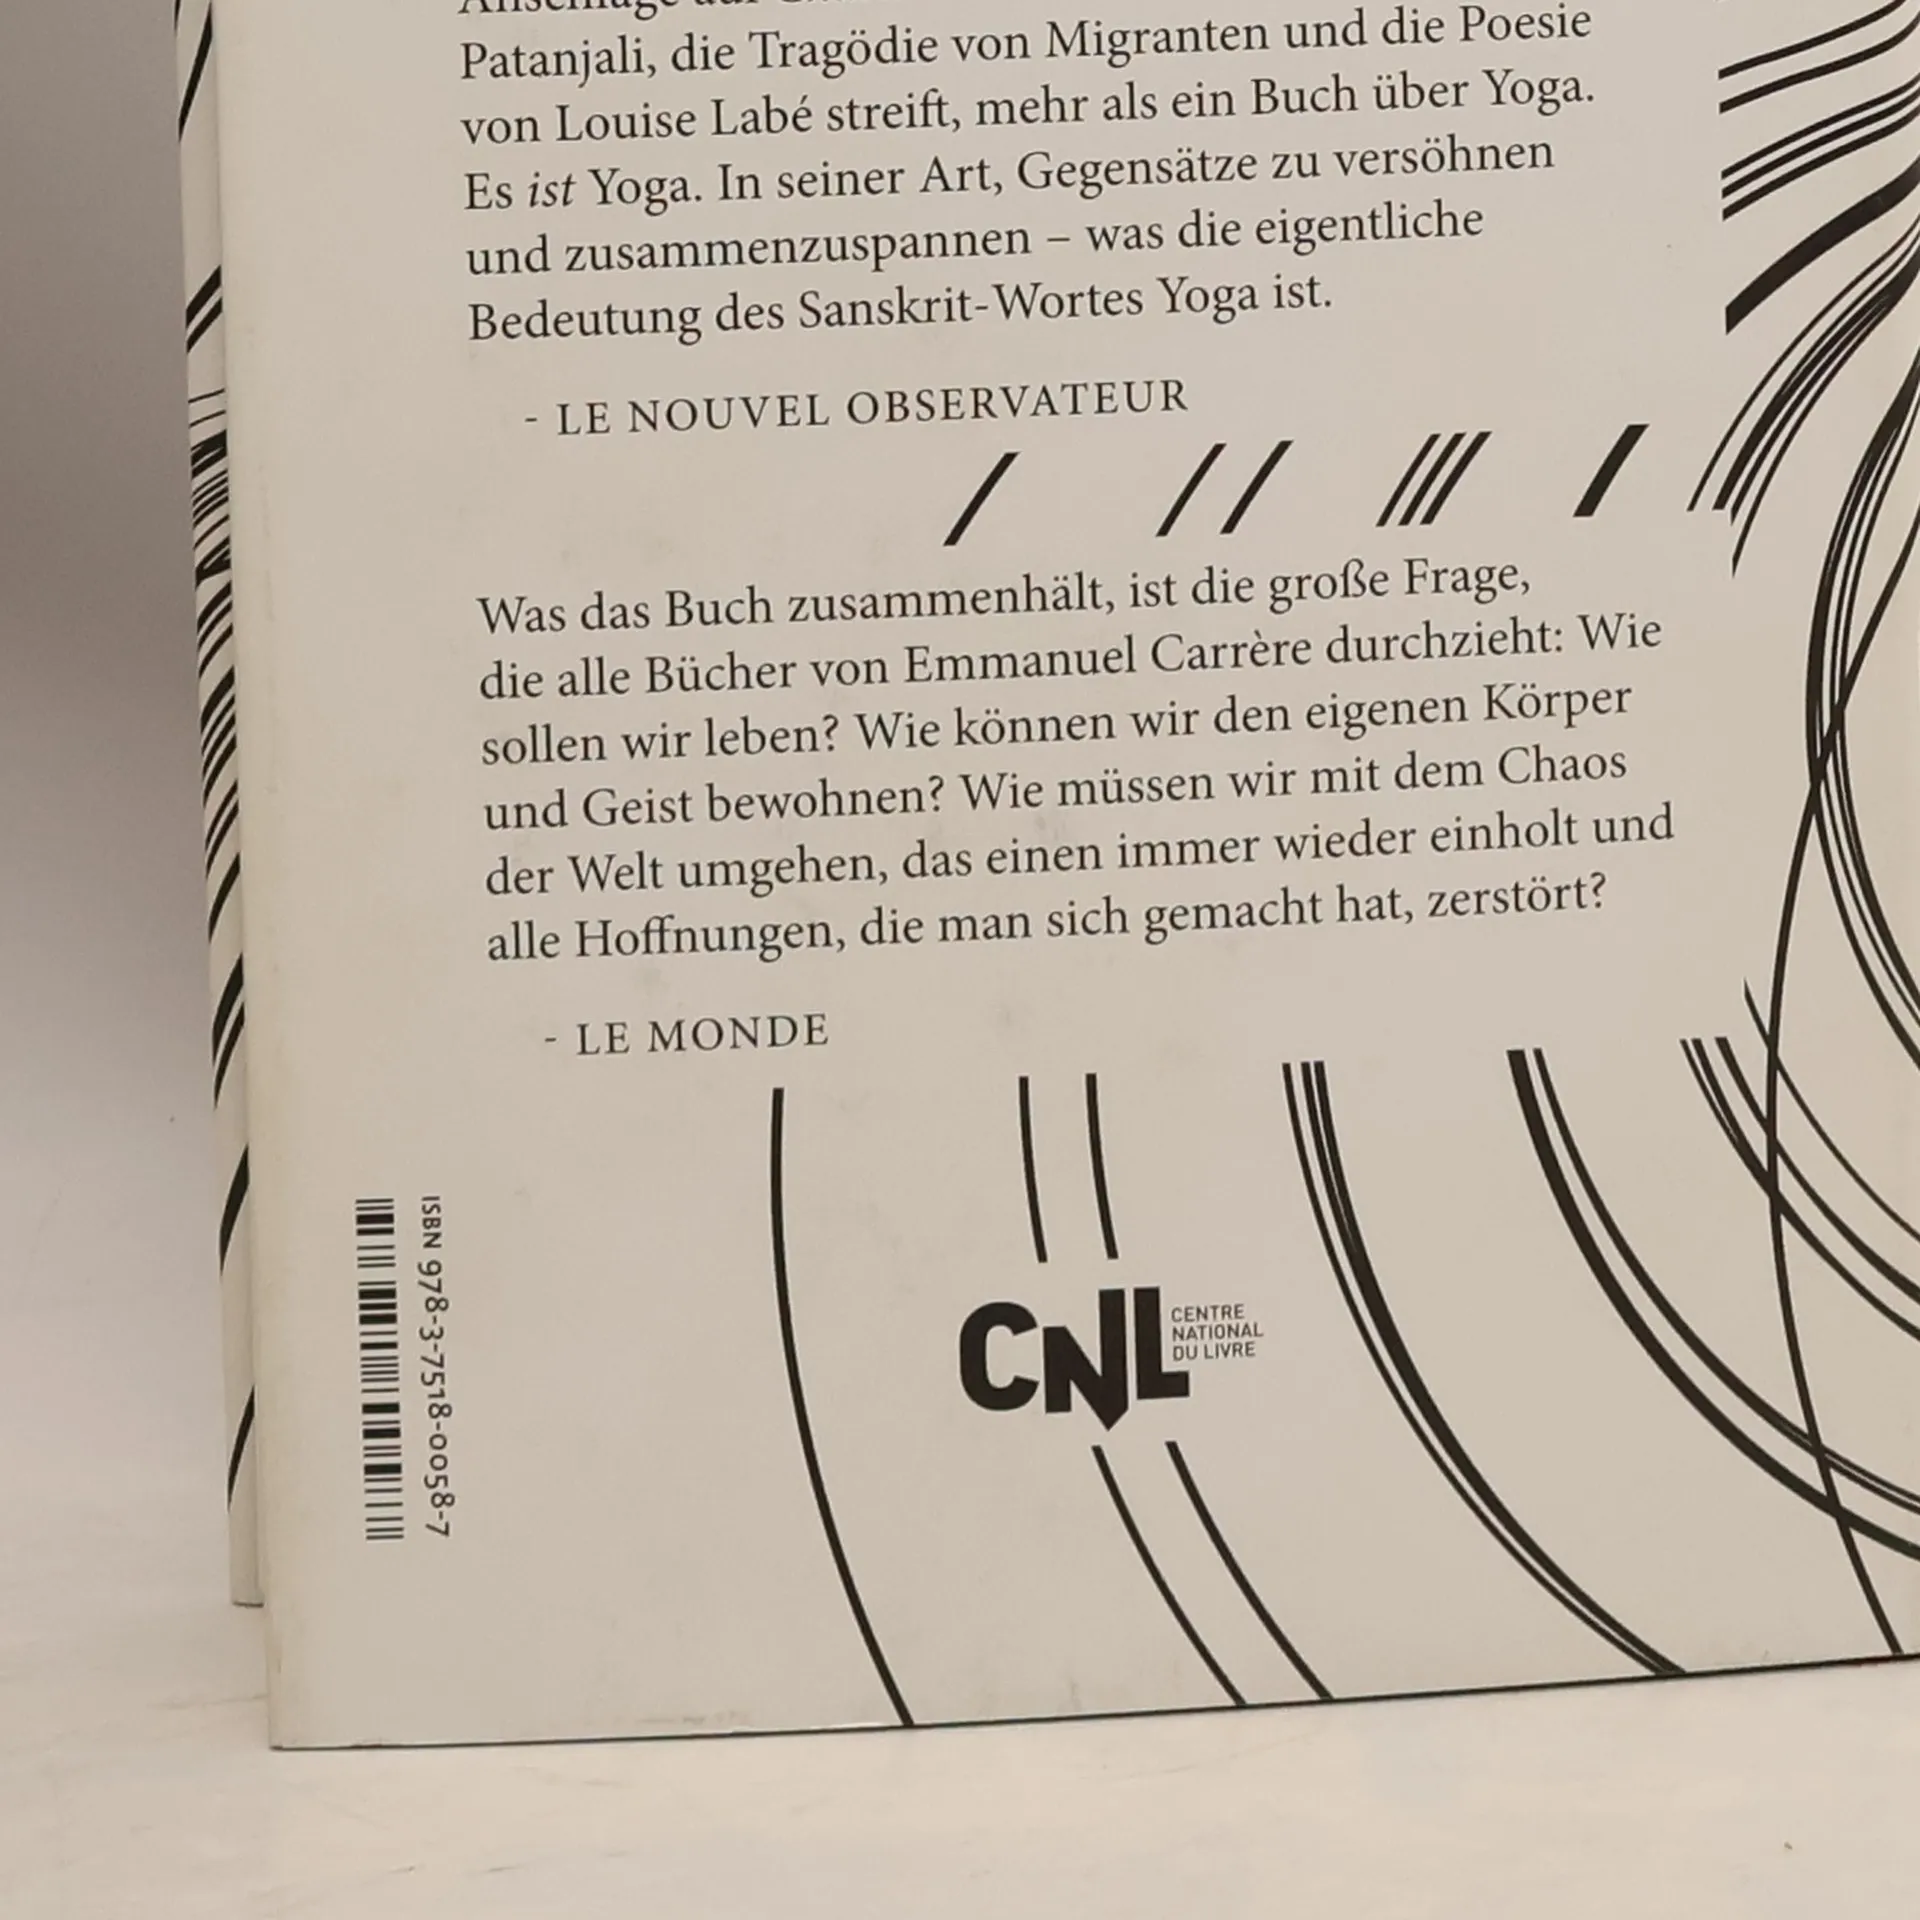 Patanjali, die Tragödie von Migranten und die Poesie
von Louise Labé streift, mehr als ein Buch über Yoga.
Es ist Yoga. In seiner Art, Gegensätze zu versöhnen
und zusammenzuspannen – was die eigentliche
Bedeutung des Sanskrit-Wortes Yoga ist.
- LE NOUVEL OBSERVATEUR
Was das Buch zusammenhält, ist die große Frage,
die alle Bücher von Emmanuel Carrère durchzieht: Wie
sollen wir leben? Wie können wir den eigenen Körper
und Geist bewohnen? Wie müssen wir mit dem Chaos
der Welt umgehen, das einen immer wieder einholt und
alle Hoffnungen, die man sich gemacht hat, zerstört?
- LE MONDE
ISBN 978-3-7518-0058-7
CNL
CENTRE
NATIONAL
DU LIVRE